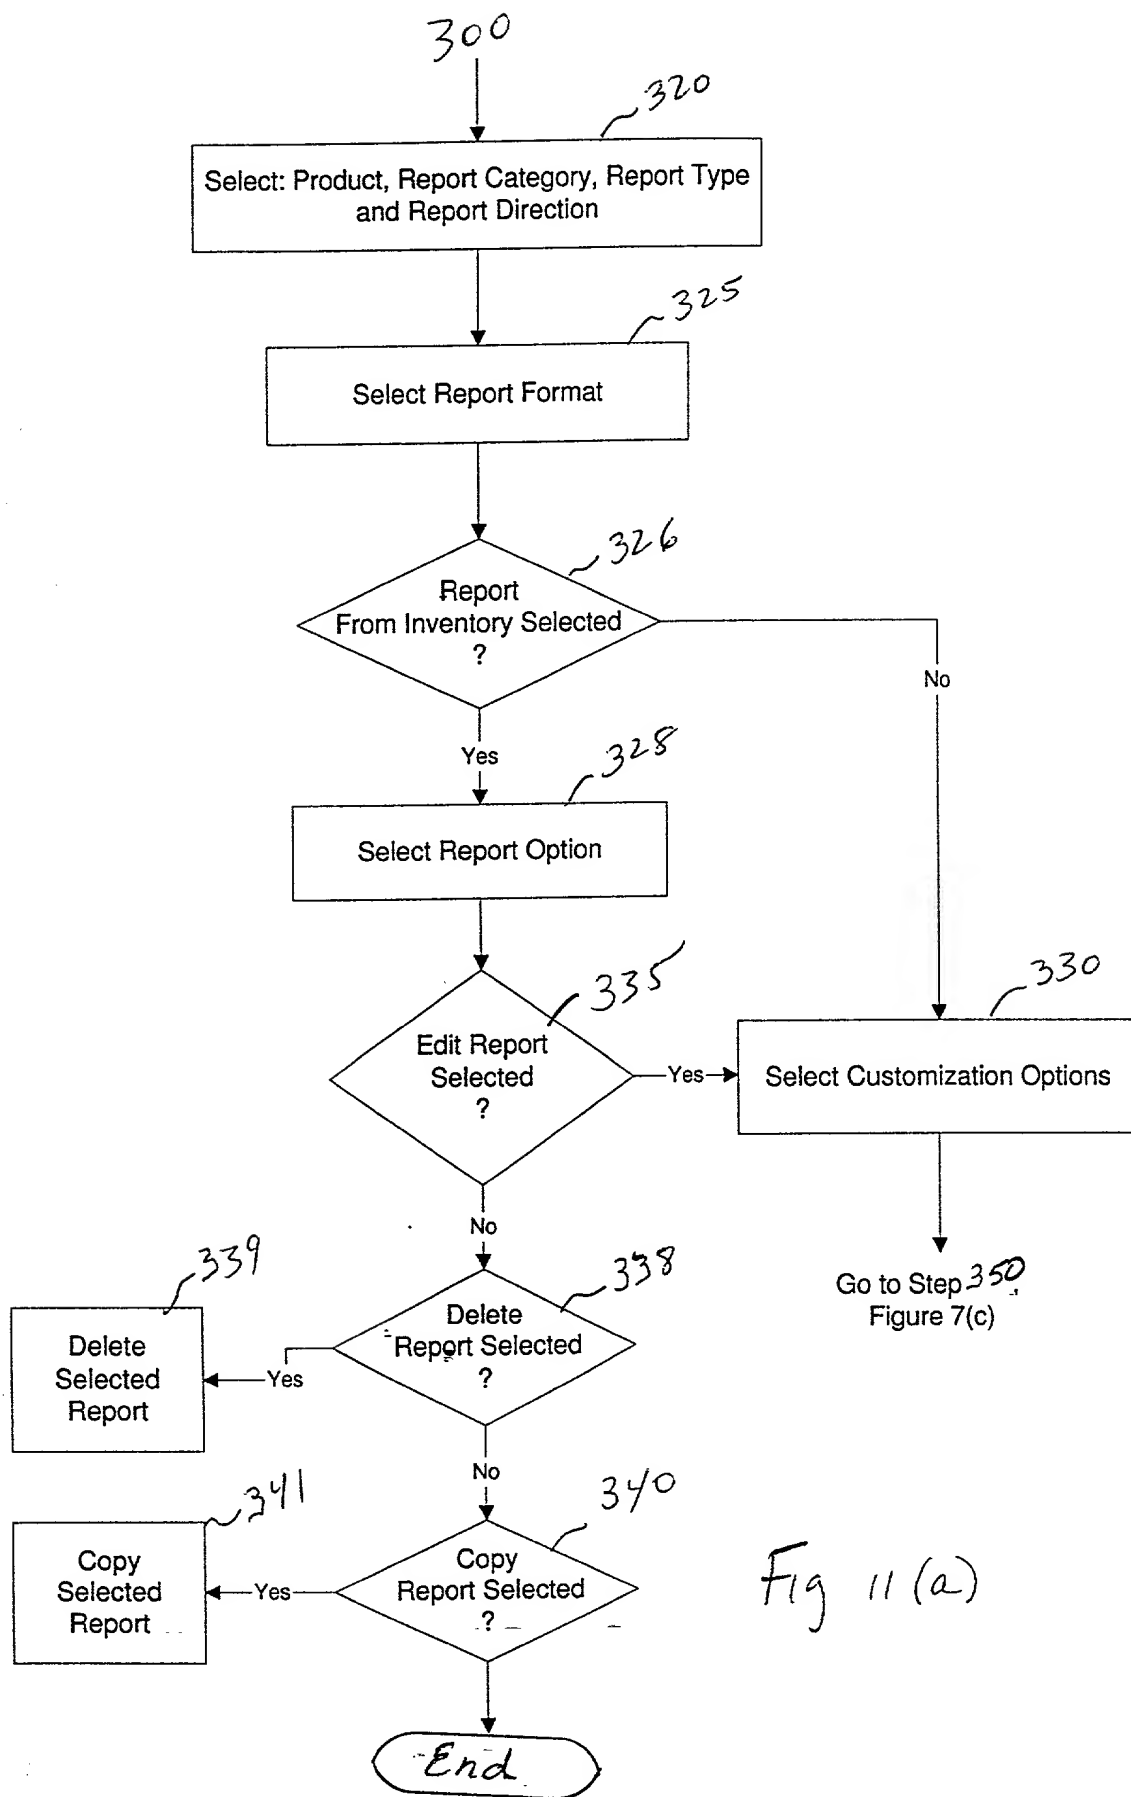 300
320
Select: Product, Report Category, Report Type
and Report Direction
325
Select Report Format
326
Report
From Inventory Selected
?
No
Yes
328
Select Report Option
335
Edit Report
Selected
?
Yes
330
Select Customization Options
No
Go to Step 350
Figure 7(c)
339
Delete
Selected
Report
Yes
338
Delete
Report Selected
?
No
341
Copy
Selected
Report
Yes
340
Copy
Report Selected
?
Fig 11 (a)
End